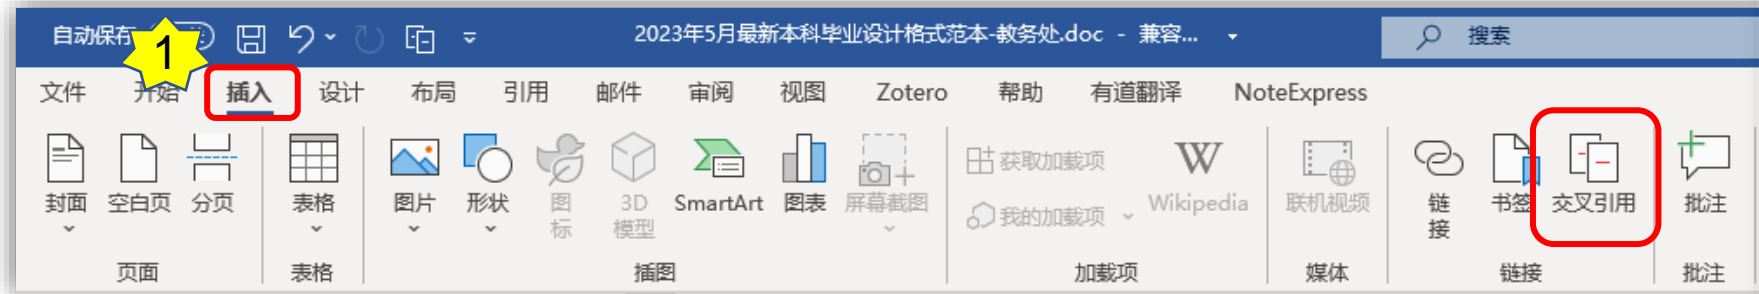 自动保存 1 2023年5月最新本科毕业设计格式范本-教务处.doc - 兼容... 搜索
文件 开始 插入 设计 布局 引用 邮件 审阅 视图 Zotero 帮助 有道翻译 NoteExpress
封面 空白页 分页 表格 图片 形状 图标 3D模型 SmartArt 图表 屏幕截图 获取加载项 我的加载项 Wikipedia 联机视频 链接 书签 交叉引用 批注
页面 表格 插图 加载项 媒体 链接 批注